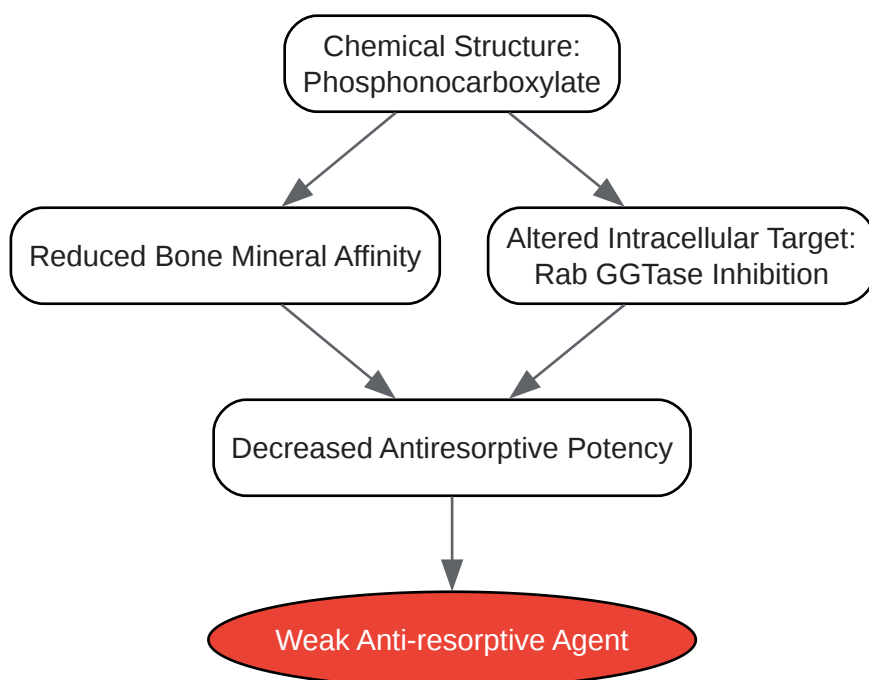 Chemical Structure:
Phosphonocarboxylate
Reduced Bone Mineral Affinity
Altered Intracellular Target:
Rab GGTase Inhibition
Decreased Antiresorptive Potency
Weak Anti-resorptive Agent